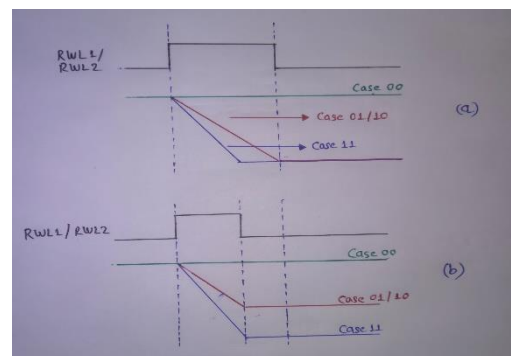 RWL1/
RWL2
Case 00
(a)
Case 01/10
Case 11
RWL1/RWL2
Case 00
(b)
Case 01/10
Case 11